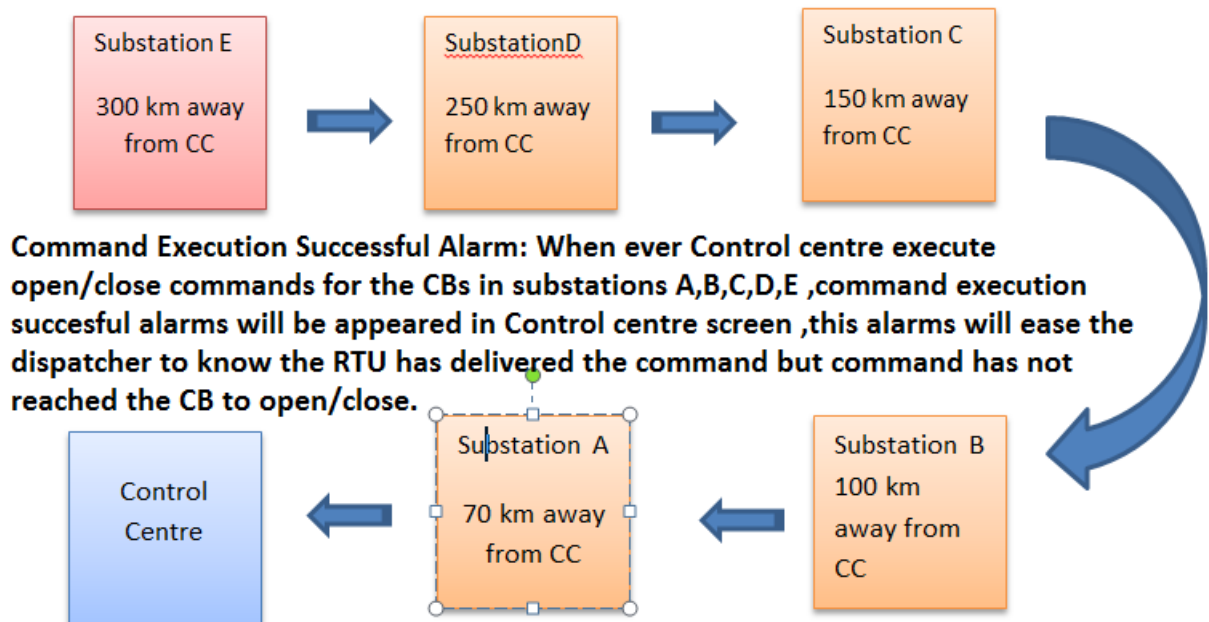 Substation E
300 km away
from CC
SubstationD
250 km away
from CC
Substation C
150 km away
from CC
Command Execution Successful Alarm: When ever Control centre execute
open/close commands for the CBs in substations A,B,C,D,E ,command execution
succesful alarms will be appeared in Control centre screen ,this alarms will ease the
dispatcher to know the RTU has delivered the command but command has not
reached the CB to open/close.
Control
Centre
Substation A
70 km away
from CC
Substation B
100 km
away from
CC